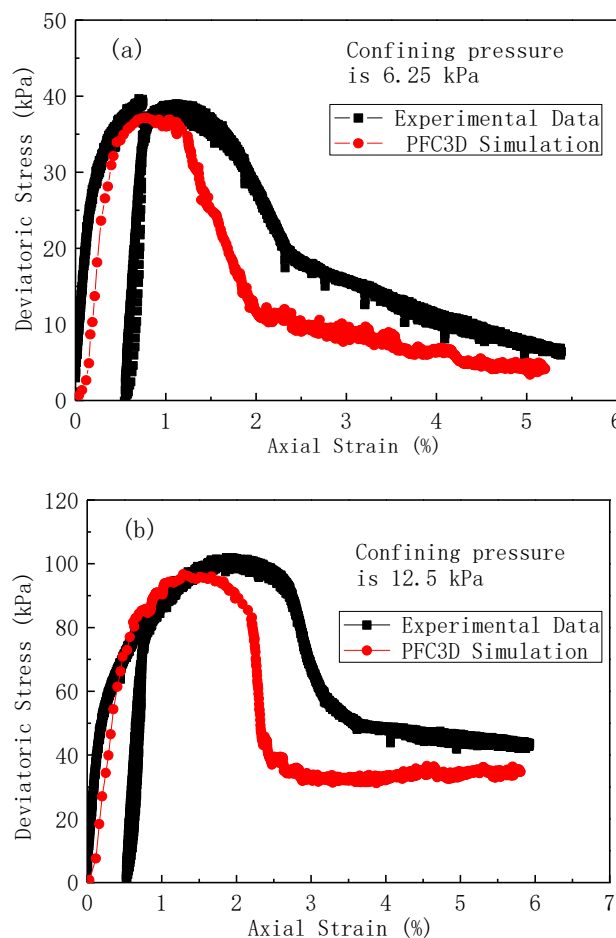 50
(a)
Confining pressure
is 6.25 kPa
40
Experimental Data
PFC3D Simulation
30
Deviatoric Stress (kPa)
20
10
0
0 1 2 3 4 5 6
Axial Strain (%)
120
(b)
Confining pressure
is 12.5 kPa
100
Experimental Data
PFC3D Simulation
80
Deviatoric Stress (kPa)
60
40
20
0
0 1 2 3 4 5 6 7
Axial Strain (%)